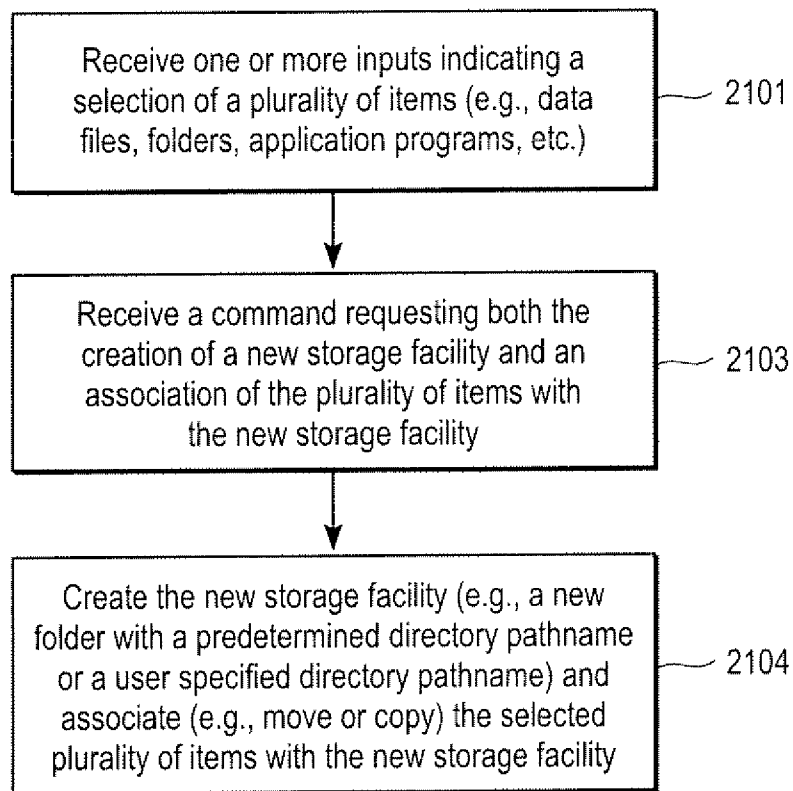 Receive one or more inputs indicating a
selection of a plurality of items (e.g., data
files, folders, application programs, etc.)
2101
Receive a command requesting both the
creation of a new storage facility and an
association of the plurality of items with
the new storage facility
2103
Create the new storage facility (e.g., a new
folder with a predetermined directory pathname
or a user specified directory pathname) and
associate (e.g., move or copy) the selected
plurality of items with the new storage facility
2104